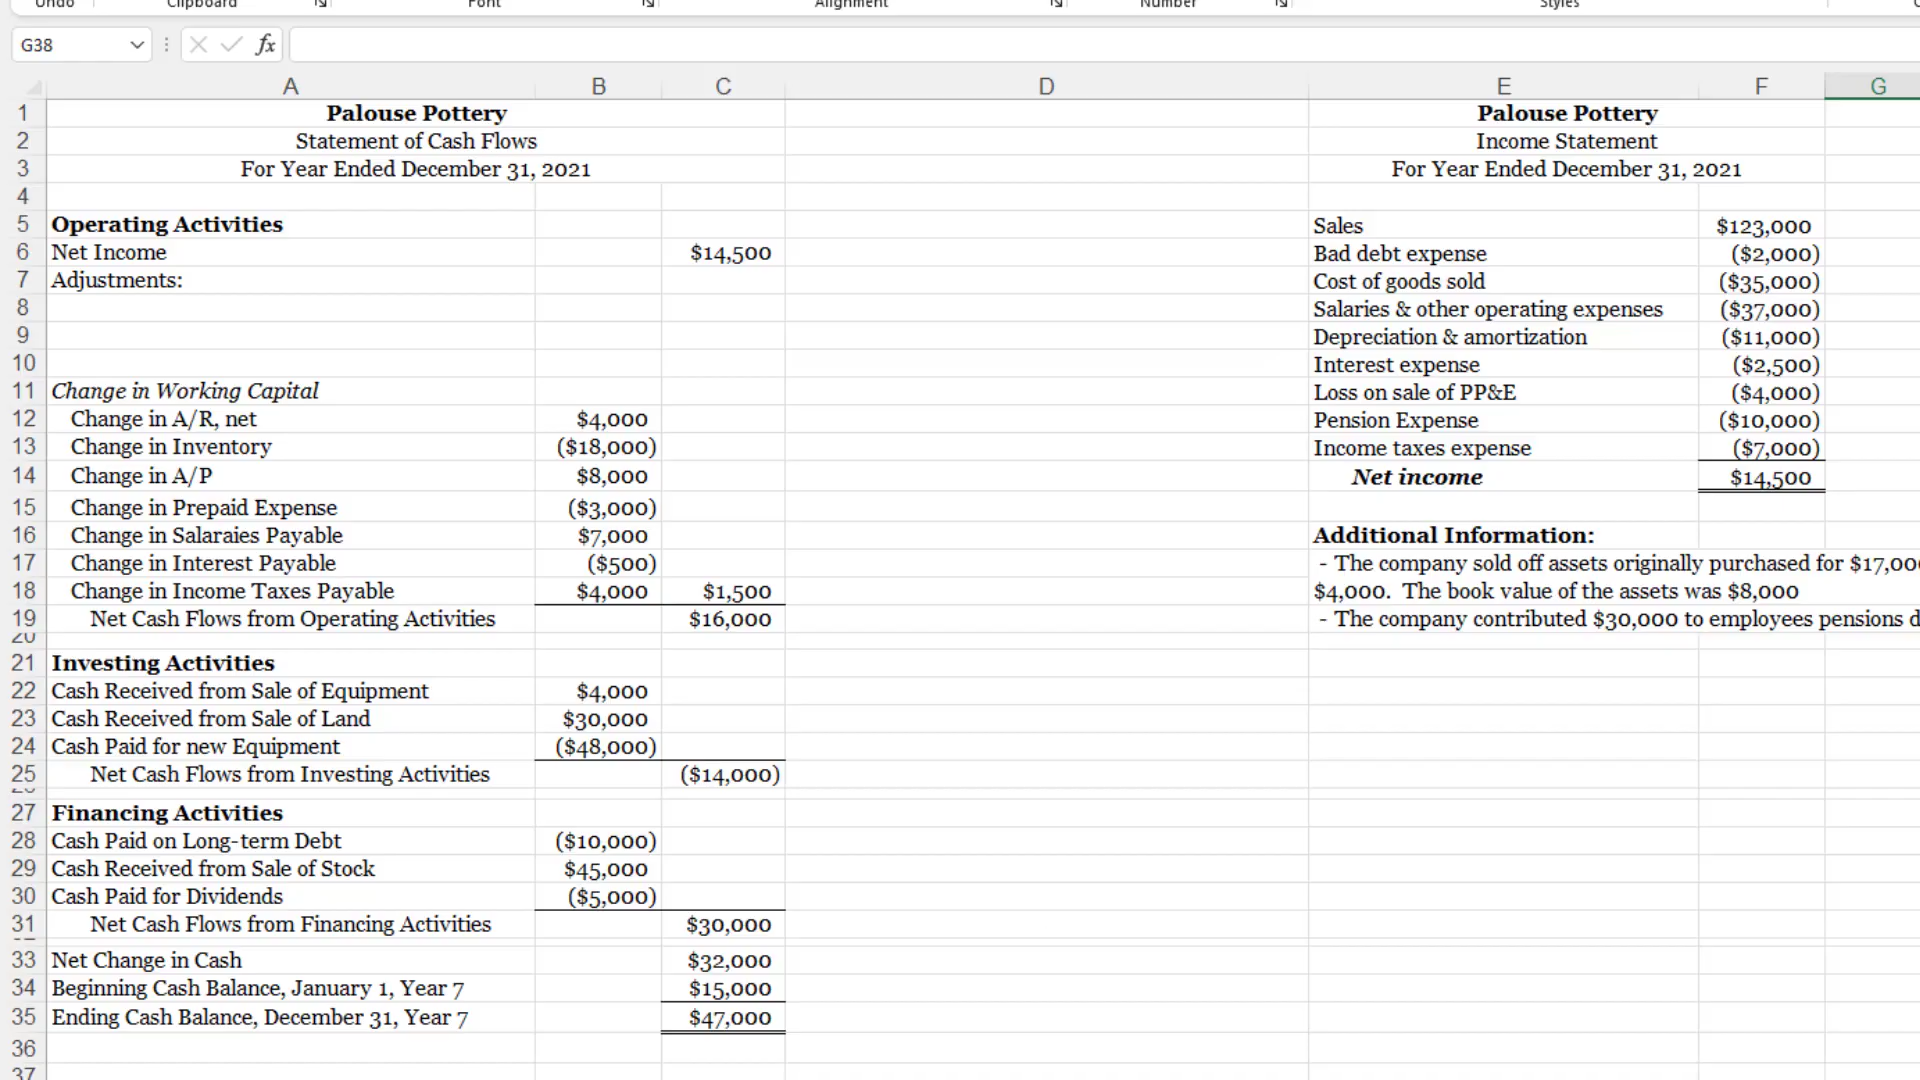 Undo Clipboard Font Alignment Number Styles
G38 fx
A B C D E F G
1 Palouse Pottery Palouse Pottery
2 Statement of Cash Flows Income Statement
3 For Year Ended December 31, 2021 For Year Ended December 31, 2021
4
5 Operating Activities Sales $123,000
6 Net Income $14,500 Bad debt expense ($2,000)
7 Adjustments: Cost of goods sold ($35,000)
8 Salaries & other operating expenses ($37,000)
9 Depreciation & amortization ($11,000)
10 Interest expense ($2,500)
11 Change in Working Capital Loss on sale of PP&E ($4,000)
12 Change in A/R, net $4,000 Pension Expense ($10,000)
13 Change in Inventory ($18,000) Income taxes expense ($7,000)
14 Change in A/P $8,000 Net income $14,500
15 Change in Prepaid Expense ($3,000)
16 Change in Salaraies Payable $7,000 Additional Information:
17 Change in Interest Payable ($500) - The company sold off assets originally purchased for $17,00
18 Change in Income Taxes Payable $4,000 $1,500 $4,000. The book value of the assets was $8,000
19 Net Cash Flows from Operating Activities $16,000 - The company contributed $30,000 to employees pensions d
20
21 Investing Activities
22 Cash Received from Sale of Equipment $4,000
23 Cash Received from Sale of Land $30,000
24 Cash Paid for new Equipment ($48,000)
25 Net Cash Flows from Investing Activities ($14,000)
27 Financing Activities
28 Cash Paid on Long-term Debt ($10,000)
29 Cash Received from Sale of Stock $45,000
30 Cash Paid for Dividends ($5,000)
31 Net Cash Flows from Financing Activities $30,000
33 Net Change in Cash $32,000
34 Beginning Cash Balance, January 1, Year 7 $15,000
35 Ending Cash Balance, December 31, Year 7 $47,000
36
37